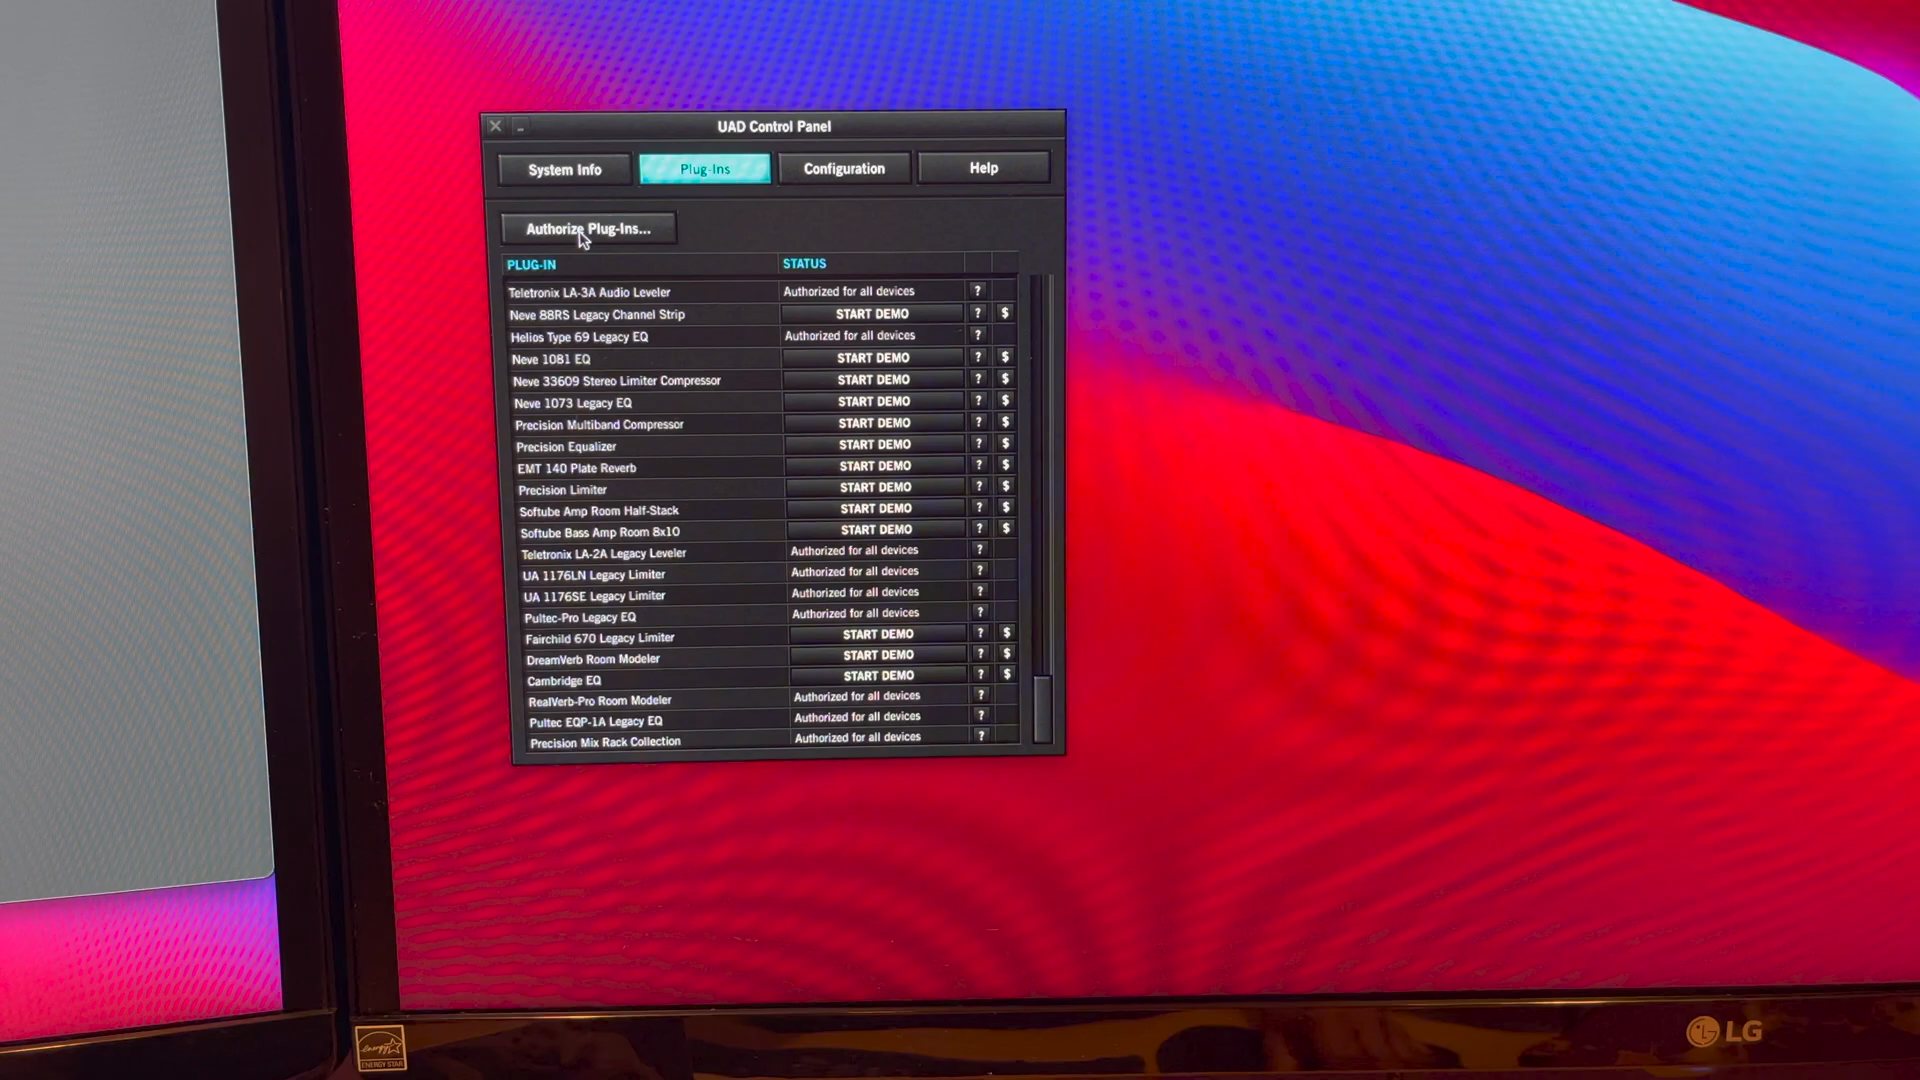 UAD Control Panel
System Info Plug-Ins Configuration Help
Authorize Plug-Ins...
PLUG-IN STATUS
Teletronix LA-3A Audio Leveler Authorized for all devices ?
Neve 88RS Legacy Channel Strip START DEMO ? $
Helios Type 69 Legacy EQ Authorized for all devices ?
Neve 1081 EQ START DEMO ? $
Neve 33609 Stereo Limiter Compressor START DEMO ? $
Neve 1073 Legacy EQ START DEMO ? $
Precision Multiband Compressor START DEMO ? $
Precision Equalizer START DEMO ? $
EMT 140 Plate Reverb START DEMO ? $
Precision Limiter START DEMO ? $
Softube Amp Room Half-Stack START DEMO ? $
Softube Bass Amp Room 8x10 START DEMO ? $
Teletronix LA-2A Legacy Leveler Authorized for all devices ?
UA 1176LN Legacy Limiter Authorized for all devices ?
UA 1176SE Legacy Limiter Authorized for all devices ?
Pultec-Pro Legacy EQ Authorized for all devices ?
Fairchild 670 Legacy Limiter START DEMO ? $
DreamVerb Room Modeler START DEMO ? $
Cambridge EQ START DEMO ? $
RealVerb-Pro Room Modeler Authorized for all devices ?
Pultec EQP-1A Legacy EQ Authorized for all devices ?
Precision Mix Rack Collection Authorized for all devices ?
LG
energy
ENERGY STAR